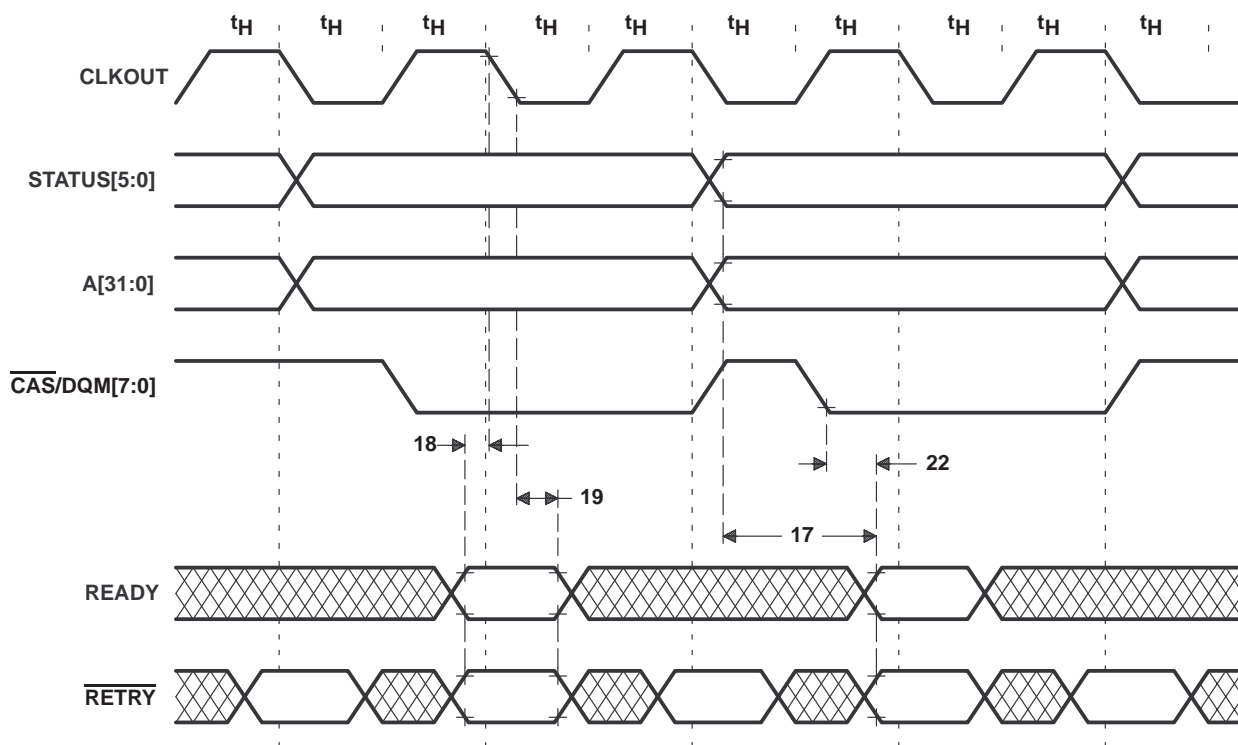 tH tH tH tH tH tH tH tH tH
CLKOUT
STATUS[5:0]
A[31:0]
CAS/DQM[7:0]
18
22
19
17
READY
RETRY